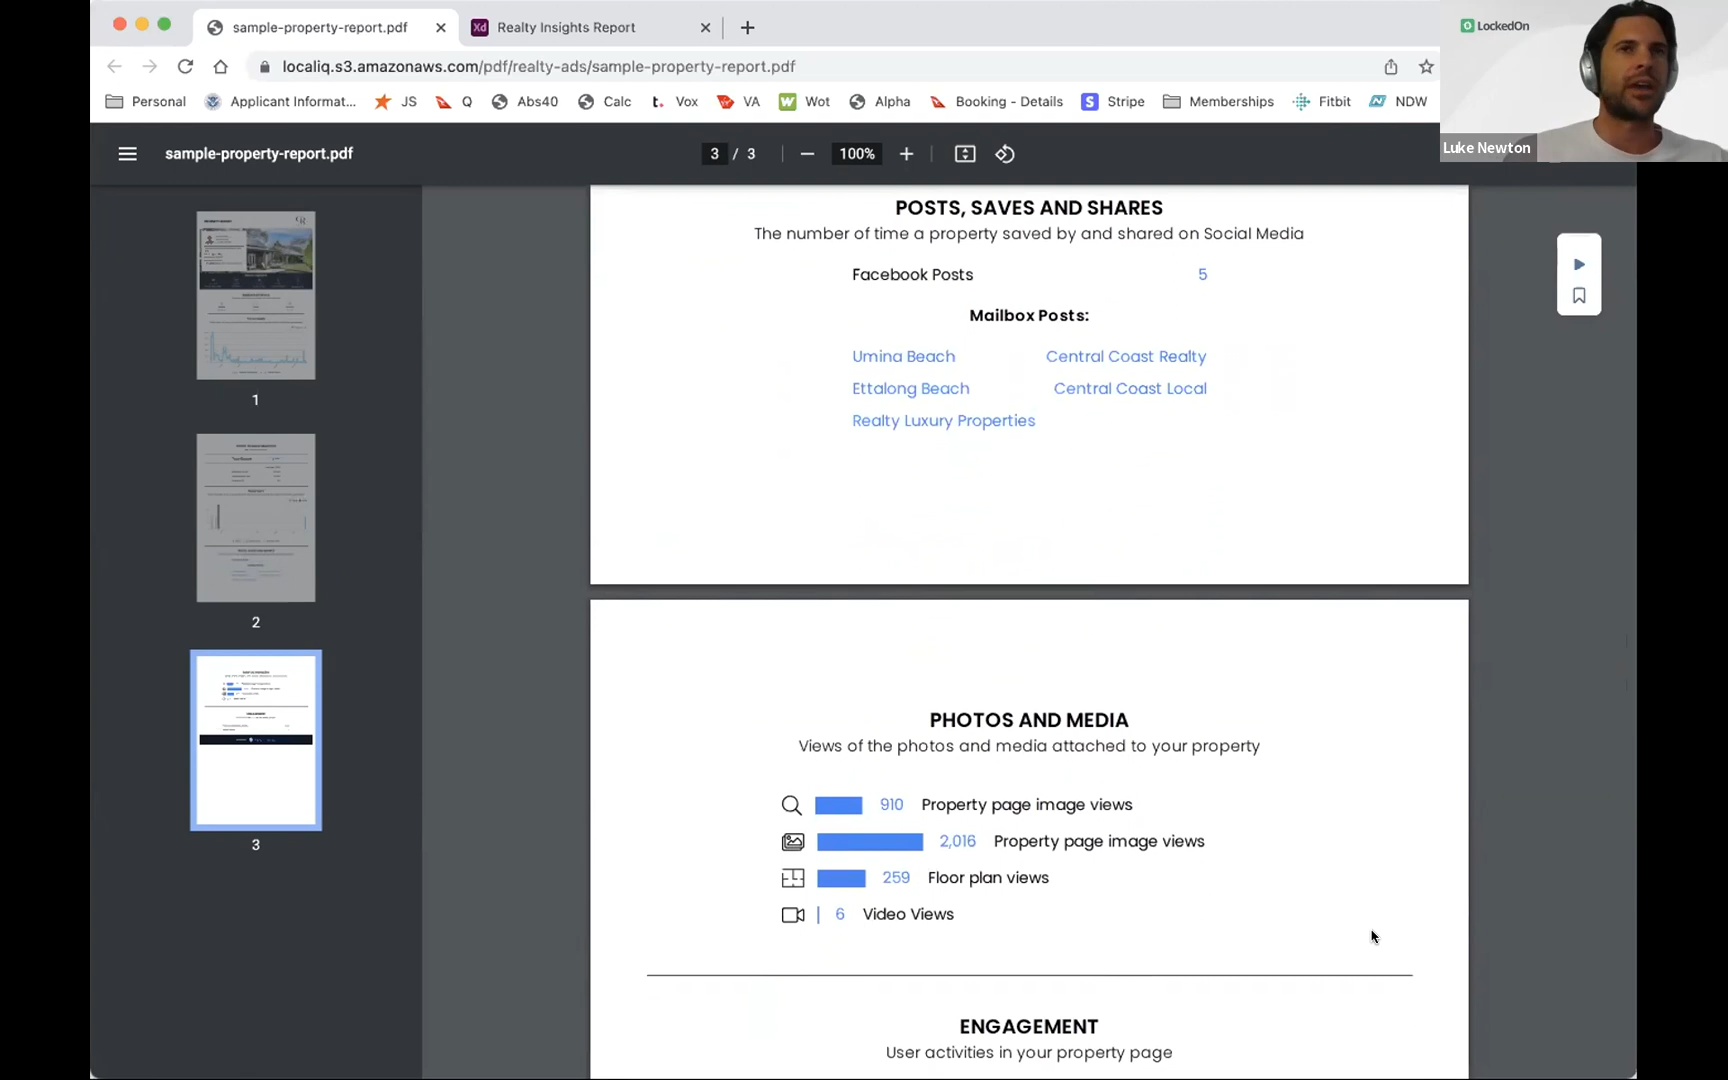 sample-property-report.pdf
Xd Realty Insights Report
localiq.s3.amazonaws.com/pdf/realty-ads/sample-property-report.pdf
Personal
Applicant Informat...
JS
Q
Abs40
Calc
t. Vox
VA
W Wot
Alpha
Booking - Details
S Stripe
Memberships
Fitbit
NDW
LockedOn
Luke Newton
sample-property-report.pdf
3 / 3
100%
1
2
3
POSTS, SAVES AND SHARES
The number of time a property saved by and shared on Social Media
Facebook Posts 5
Mailbox Posts:
Umina Beach Central Coast Realty
Ettalong Beach Central Coast Local
Realty Luxury Properties
PHOTOS AND MEDIA
Views of the photos and media attached to your property
910 Property page image views
2,016 Property page image views
259 Floor plan views
6 Video Views
ENGAGEMENT
User activities in your property page